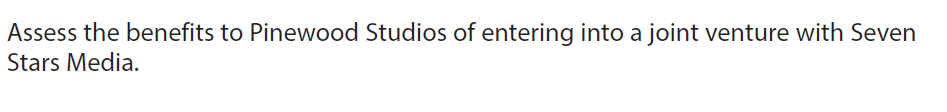 Assess the benefits to Pinewood Studios of entering into a joint venture with Seven
Stars Media.